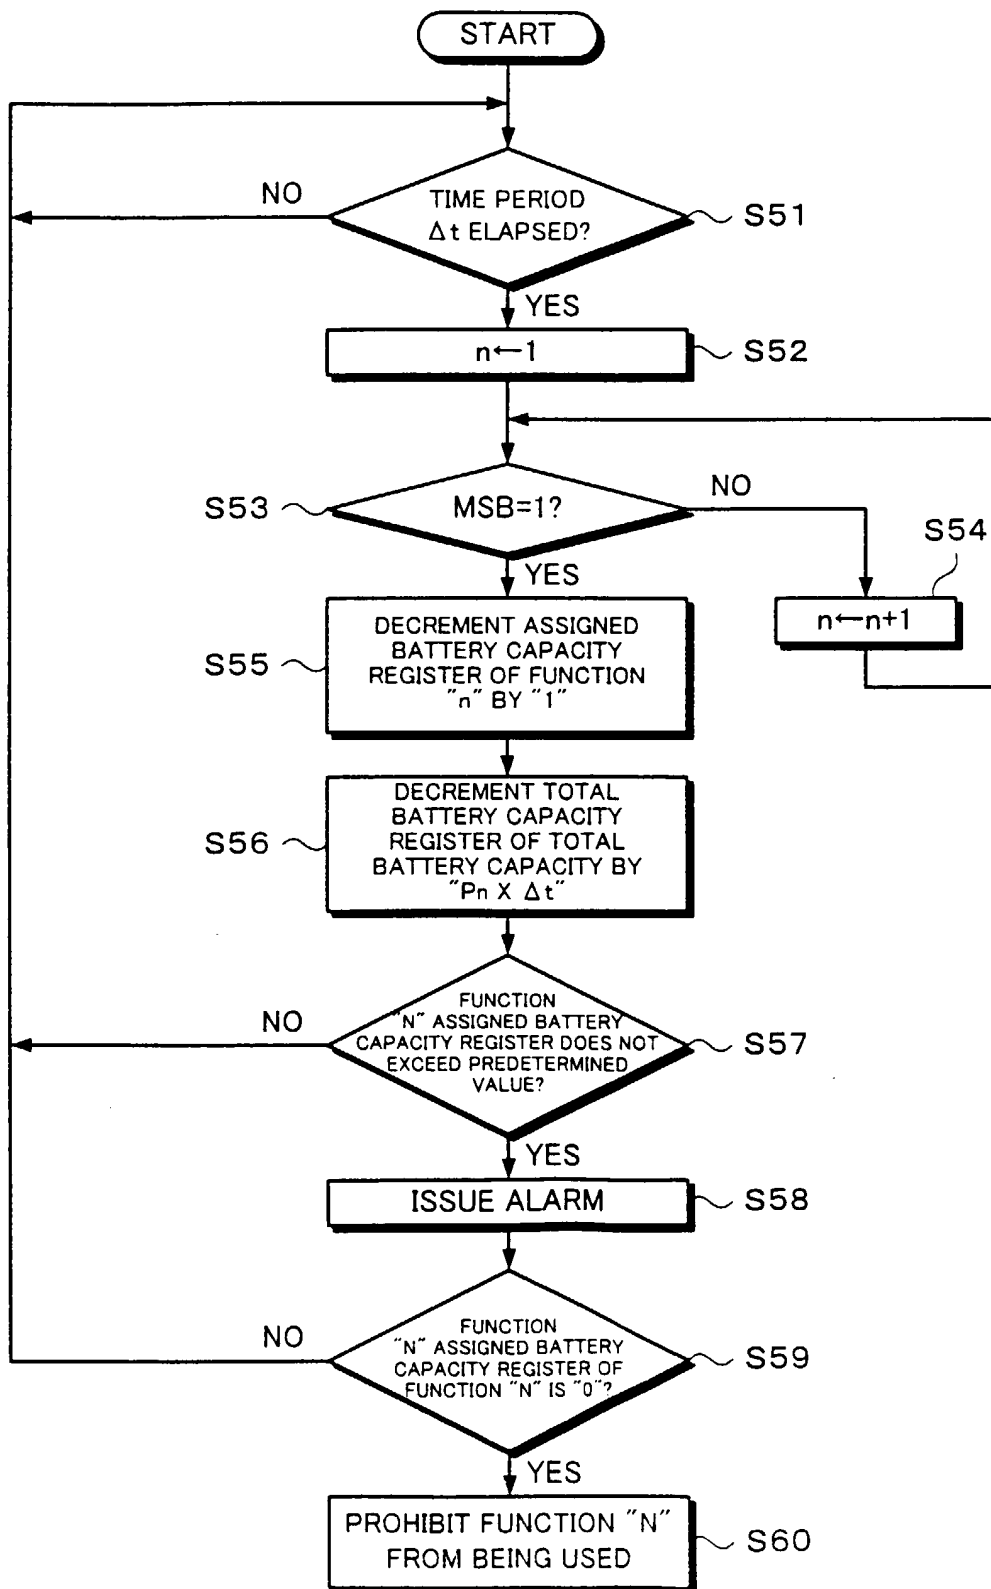 START
NO
TIME PERIOD
Δt ELAPSED?
S51
YES
n←1
S52
S53
MSB=1?
NO
YES
S54
n←n+1
S55
DECREMENT ASSIGNED
BATTERY CAPACITY
REGISTER OF FUNCTION
"n" BY "1"
S56
DECREMENT TOTAL
BATTERY CAPACITY
REGISTER OF TOTAL
BATTERY CAPACITY BY
"Pn X Δt"
NO
FUNCTION
"N" ASSIGNED BATTERY
CAPACITY REGISTER DOES NOT
EXCEED PREDETERMINED
VALUE?
S57
YES
ISSUE ALARM
S58
NO
FUNCTION
"N" ASSIGNED BATTERY
CAPACITY REGISTER OF
FUNCTION "N" IS "0"?
S59
YES
PROHIBIT FUNCTION "N"
FROM BEING USED
S60